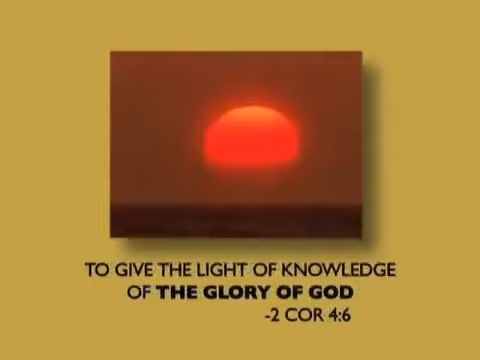 TO GIVE THE LIGHT OF KNOWLEDGE
OF THE GLORY OF GOD
-2 COR 4:6